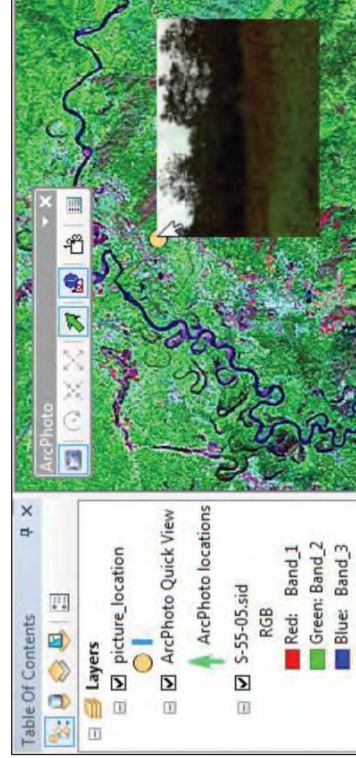 Table Of Contents
Layers
picture_location
ArcPhoto Quick View
ArcPhoto locations
S-55-05.sid
RGB
Red: Band_1
Green: Band_2
Blue: Band_3
ArcPhoto